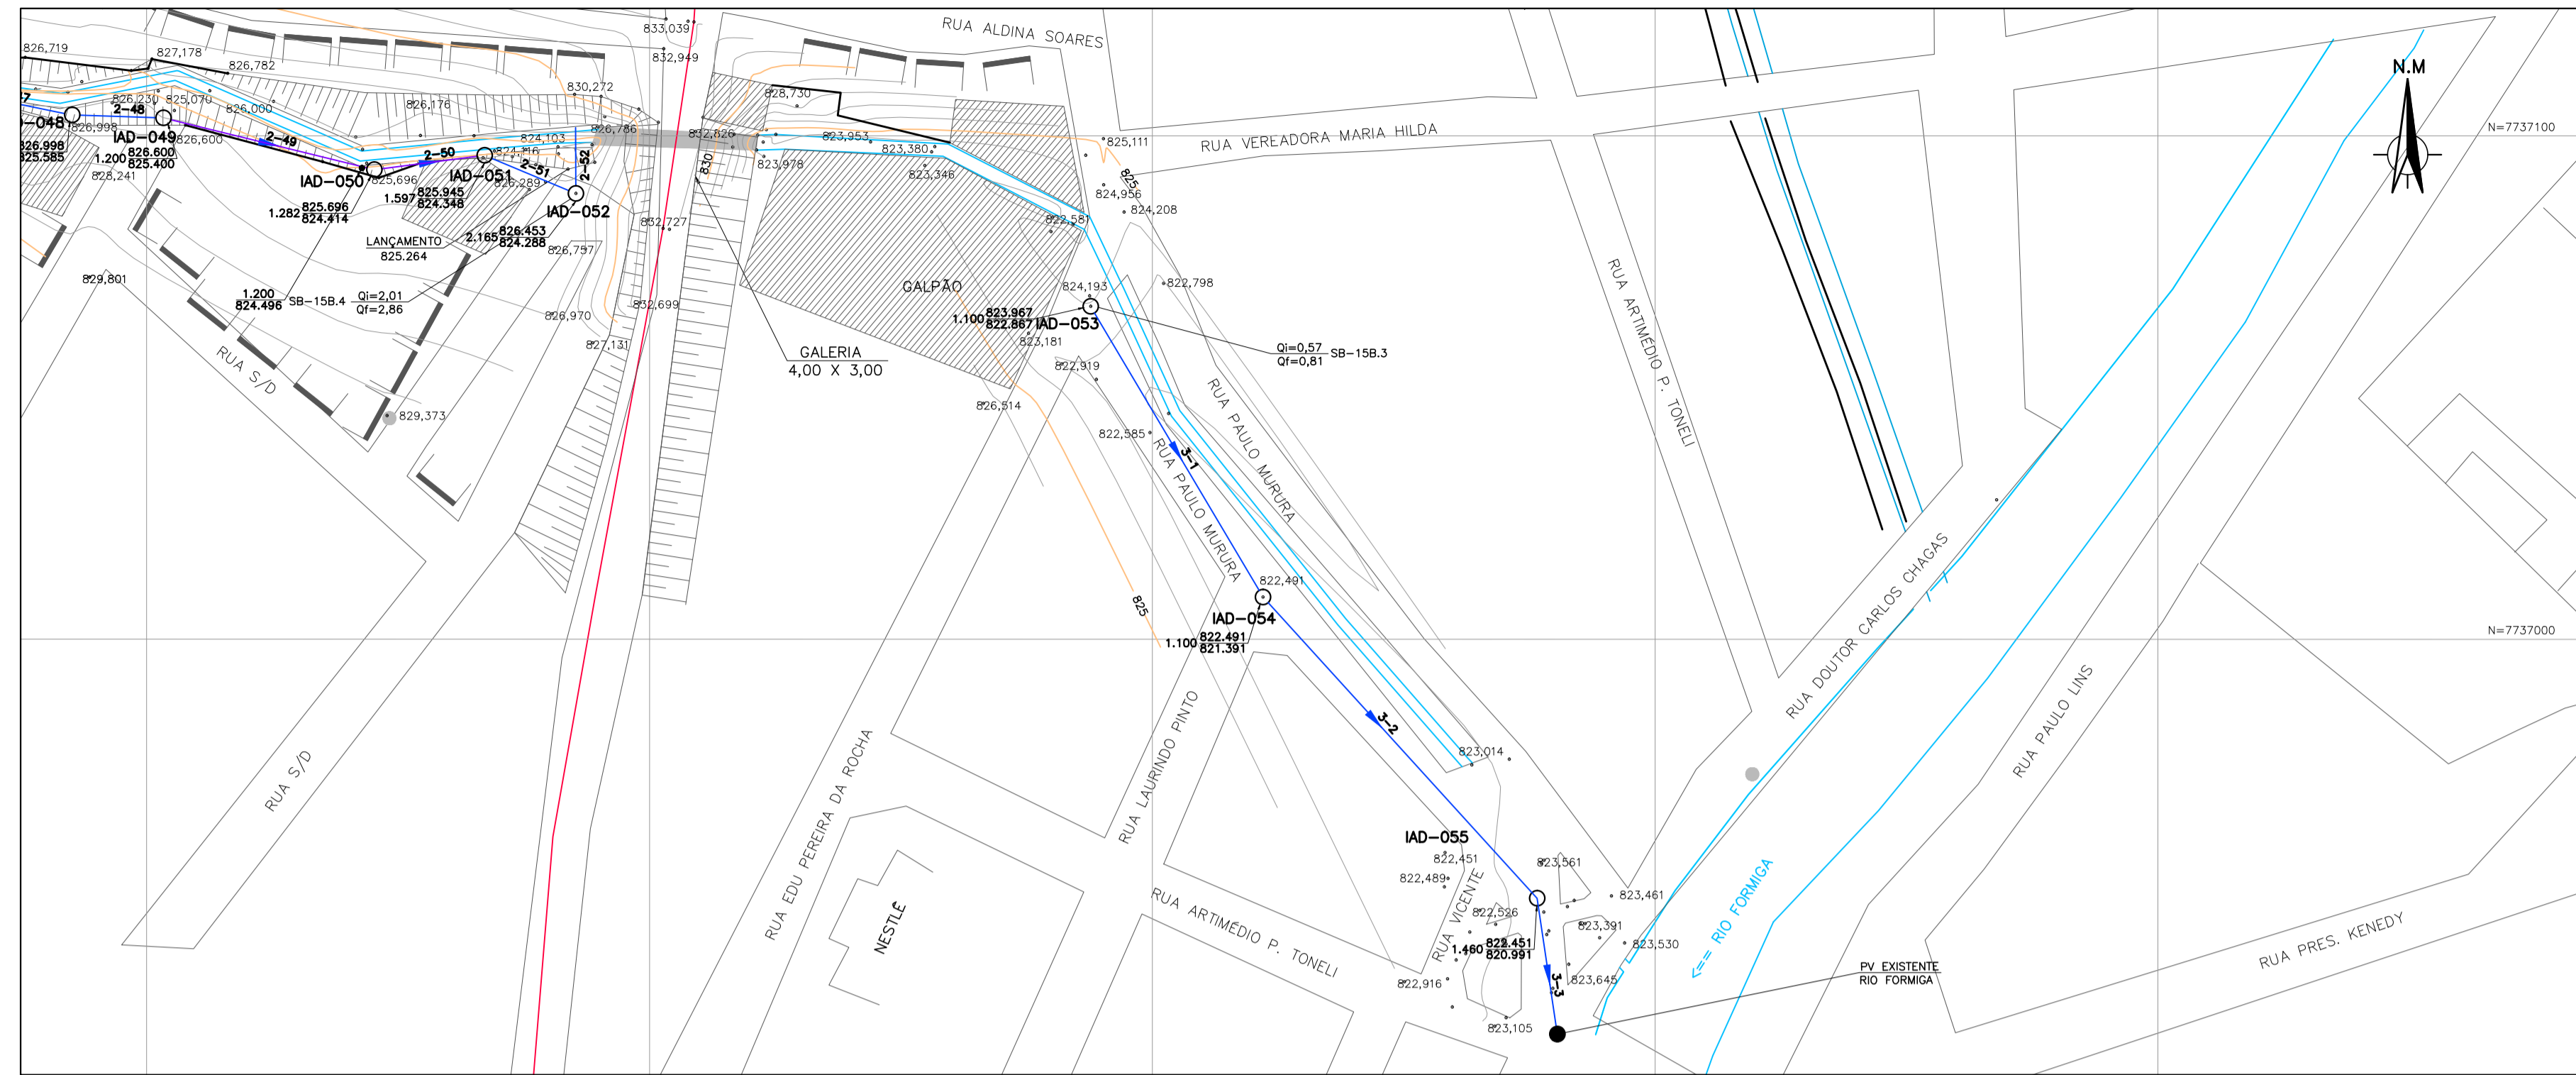 RUA ALDINA SOARES
833,039
832,949
826,719
827,178
826,782
N.M
830,272
828,730
826,230
825,070
826,000
826,176
2-48
N=7737100
RUA VEREADORA MARIA HILDA
-048
826,998
IAD-049
826,600
2-49
824,103
826,786
832,826
823,953
823,380
825,111
826.998
825.585
1.200
826.600
825.400
828,241
2-50
824,116
2-51
2-52
823,978
830
823,346
825
IAD-050
825,696
IAD-051
826,289
IAD-052
1.282
825.696
824.414
1.597
825.945
824.348
824,956
824,208
822,581
832,727
2.165
826.453
824.288
LANÇAMENTO
825.264
826,757
829,801
1.200
824.496
SB-15B.4
Qi=2,01
Qf=2,86
826,970
832,699
GALPÃO
824,193
822,798
1.100
823.967
822.867
IAD-053
RUA ARTIMÉDIO P. TONELI
827,131
823,181
GALERIA
4,00 X 3,00
822,919
Qi=0,57
Qf=0,81
SB-15B.3
RUA S/D
829,373
826,514
822,585
3-1
RUA PAULO MURURA
RUA PAULO MURURA
822,491
825
IAD-054
1.100
822.491
821.391
N=7737000
RUA DOUTOR CARLOS CHAGAS
RUA PAULO LINS
RUA S/D
RUA EDU PEREIRA DA ROCHA
RUA LAURINDO PINTO
3-2
823,014
IAD-055
822,451
822,489
823,561
823,461
RUA VICENTE
822,526
823,391
823,530
1.460
822.451
820.991
NESTLÊ
RUA ARTIMÉDIO P. TONELI
<== RIO FORMIGA
RUA PRES. KENEDY
822,916
3-3
823,645
PV EXISTENTE
RIO FORMIGA
823,105